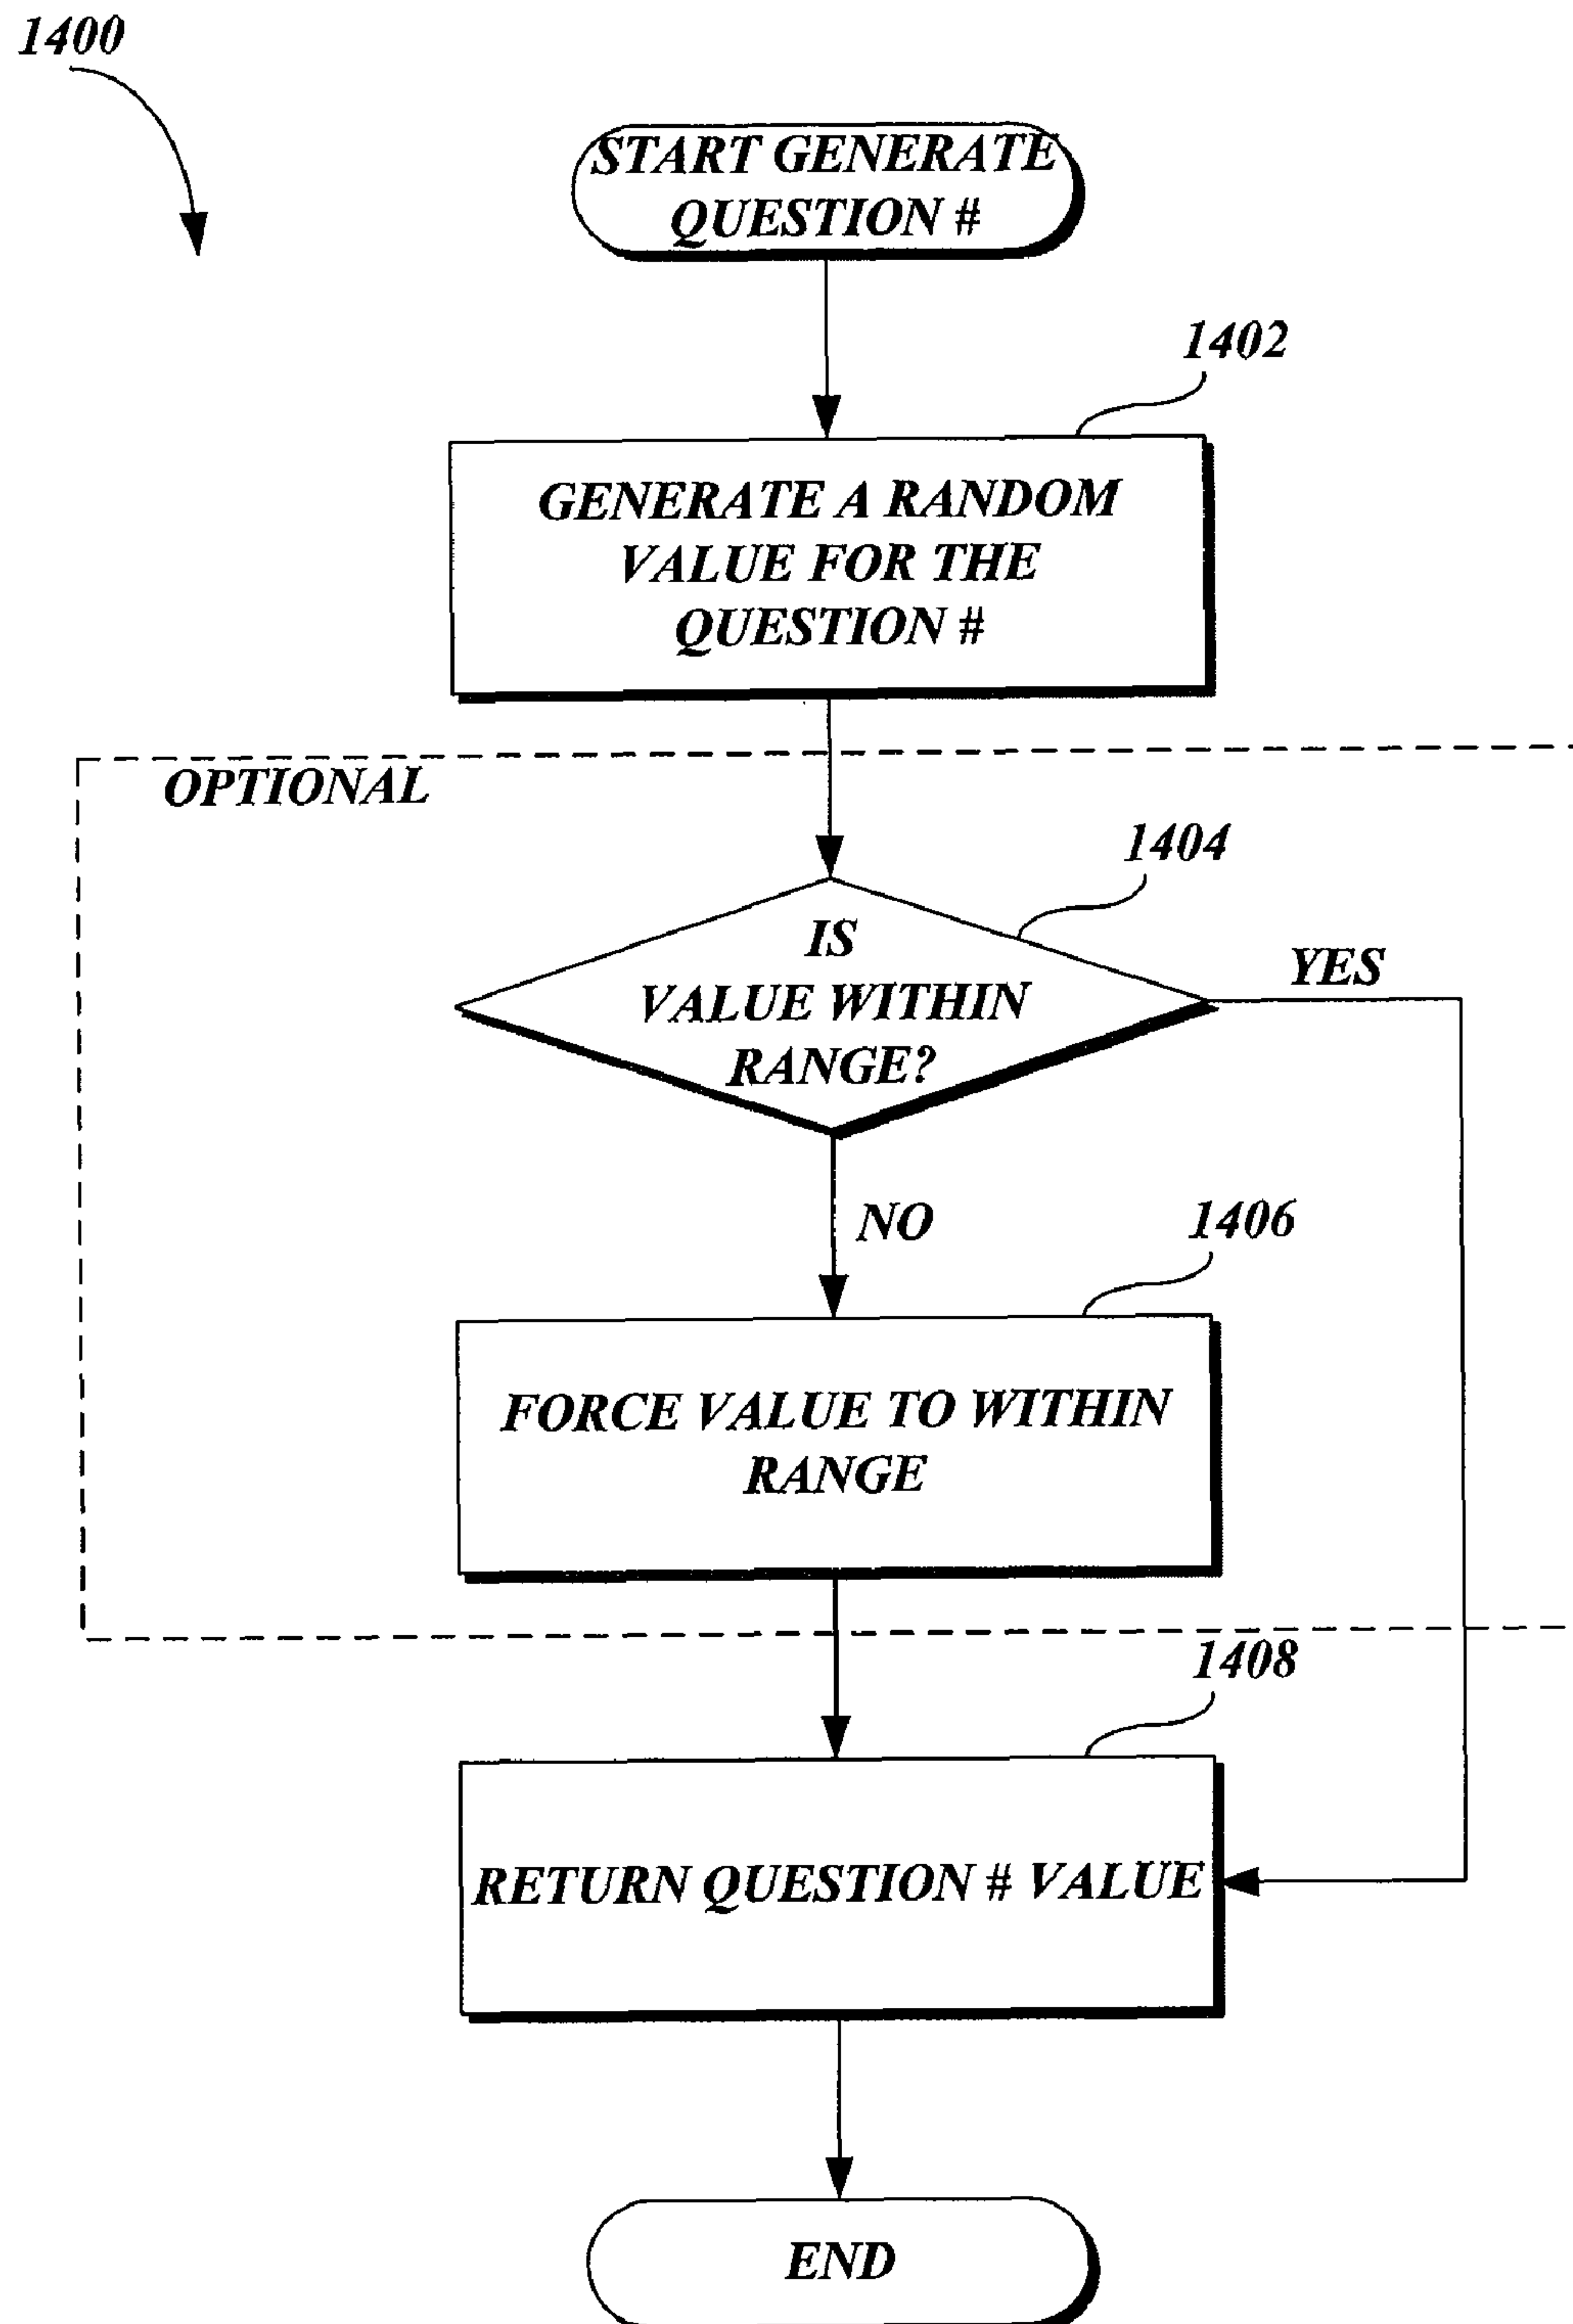 1400
START GENERATE
QUESTION #
1402
GENERATE A RANDOM
VALUE FOR THE
QUESTION #
OPTIONAL
1404
IS
VALUE WITHIN
RANGE?
YES
NO
1406
FORCE VALUE TO WITHIN
RANGE
1408
RETURN QUESTION # VALUE
END